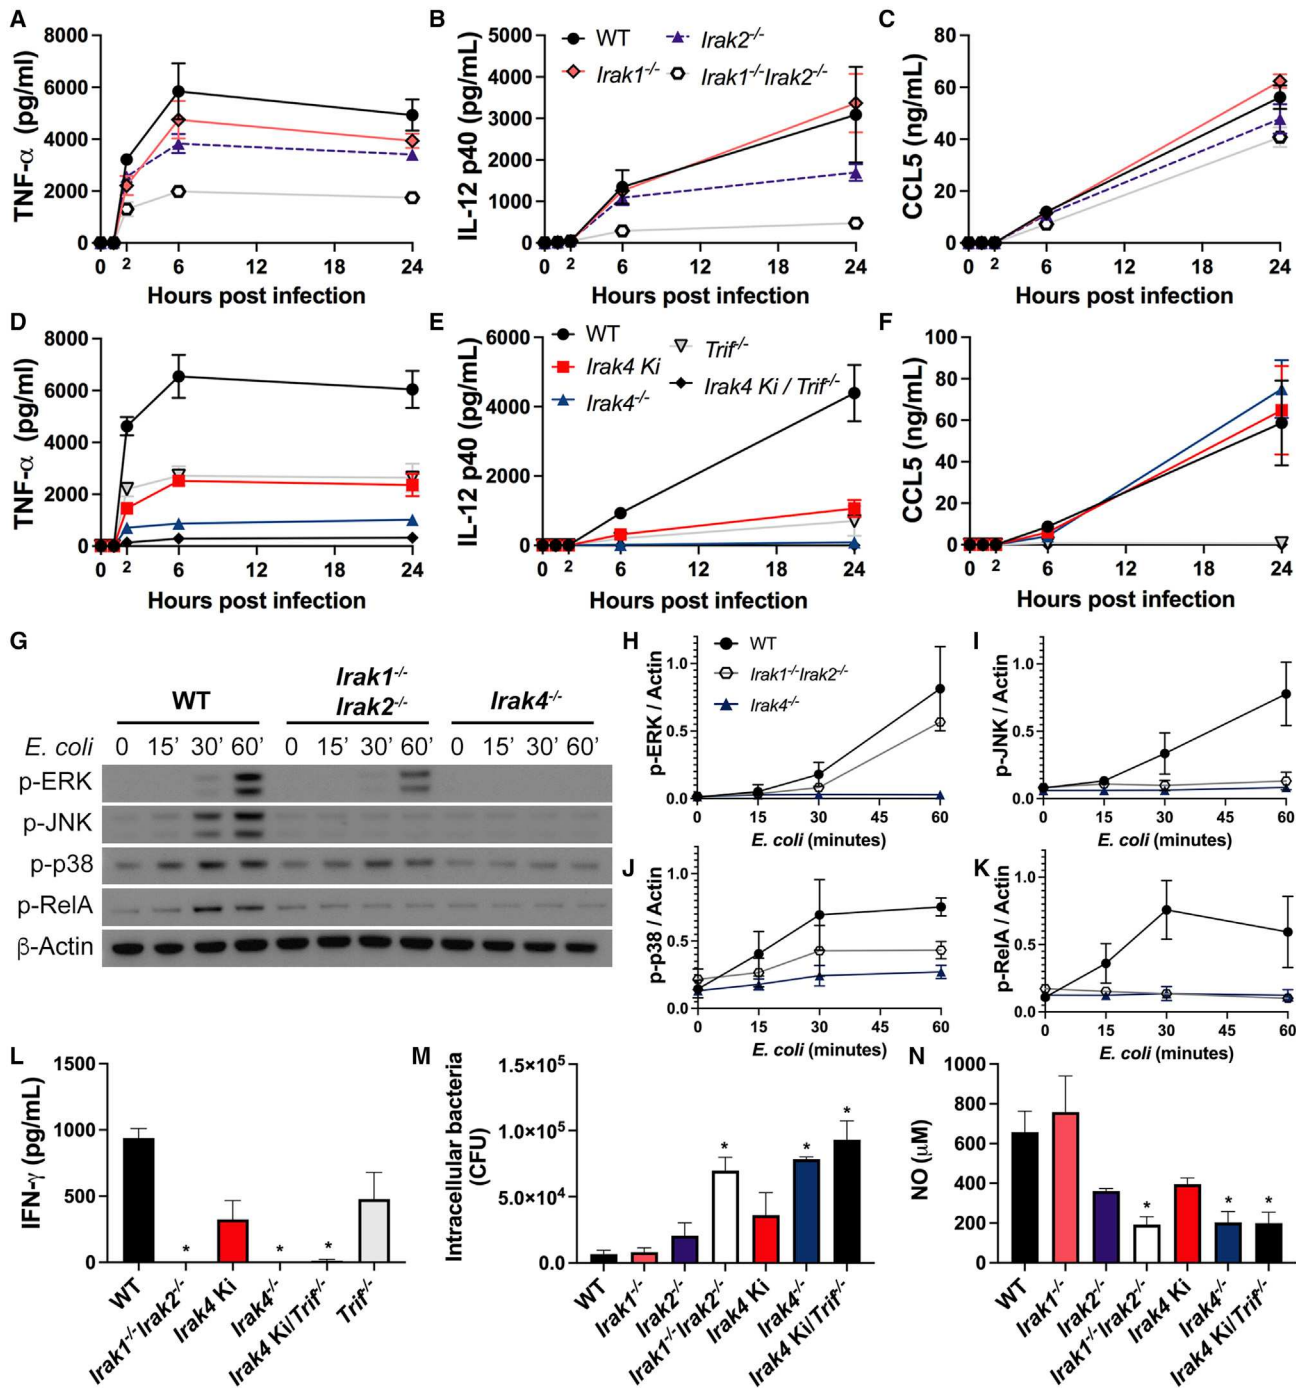 A
TNF-α (pg/ml)
8000
6000
4000
2000
0
0 2 6 12 18 24
Hours post infection
B
IL-12 p40 (pg/mL)
5000
4000
3000
2000
1000
0
WT
Irak1-/-
Irak2-/-
Irak1-/-Irak2-/-
0 2 6 12 18 24
Hours post infection
C
CCL5 (ng/mL)
80
60
40
20
0
0 2 6 12 18 24
Hours post infection
D
TNF-α (pg/ml)
8000
6000
4000
2000
0
0 2 6 12 18 24
Hours post infection
E
IL-12 p40 (pg/mL)
6000
4000
2000
0
WT
Irak4 Ki
Irak4-/-
Trif-/-
Irak4 Ki / Trif-/-
0 2 6 12 18 24
Hours post infection
F
CCL5 (ng/mL)
100
80
60
40
20
0
0 2 6 12 18 24
Hours post infection
G
WT
Irak1-/-
Irak2-/-
Irak4-/-
E. coli 0 15' 30' 60' 0 15' 30' 60' 0 15' 30' 60'
p-ERK
p-JNK
p-p38
p-RelA
β-Actin
H
p-ERK / Actin
1.0
0.5
0.0
WT
Irak1-/-Irak2-/-
Irak4-/-
0 15 30 45 60
E. coli (minutes)
I
p-JNK / Actin
1.0
0.5
0.0
0 15 30 45 60
E. coli (minutes)
J
p-p38 / Actin
1.0
0.5
0.0
0 15 30 45 60
E. coli (minutes)
K
p-RelA / Actin
1.0
0.5
0.0
0 15 30 45 60
E. coli (minutes)
L
IFN-γ (pg/mL)
1500
1000
500
0
* * *
WT
Irak1-/-Irak2-/-
Irak4 Ki
Irak4-/-
Irak4 Ki/Trif-/-
Trif-/-
M
Intracellular bacteria
(CFU)
1.5×10⁵
1.0×10⁵
5.0×10⁴
0.0
* * *
WT
Irak1-/-
Irak2-/-
Irak1-/-Irak2-/-
Irak4 Ki
Irak4-/-
Irak4 Ki/Trif-/-
N
NO (μM)
1000
800
600
400
200
0
* * *
WT
Irak1-/-
Irak2-/-
Irak1-/-Irak2-/-
Irak4 Ki
Irak4-/-
Irak4 Ki/Trif-/-